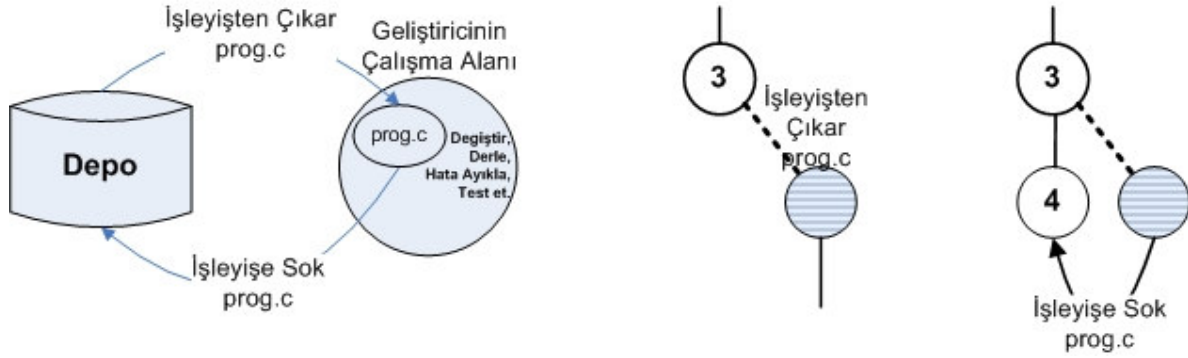 İşleyişten Çıkar
prog.c
Geliştiricinin
Çalışma Alanı
Depo
prog.c
Degiştir,
Derle,
Hata Ayıkla,
Test et.
İşleyişe Sok
prog.c
3
İşleyişten
Çıkar
prog.c
3
4
İşleyişe Sok
prog.c